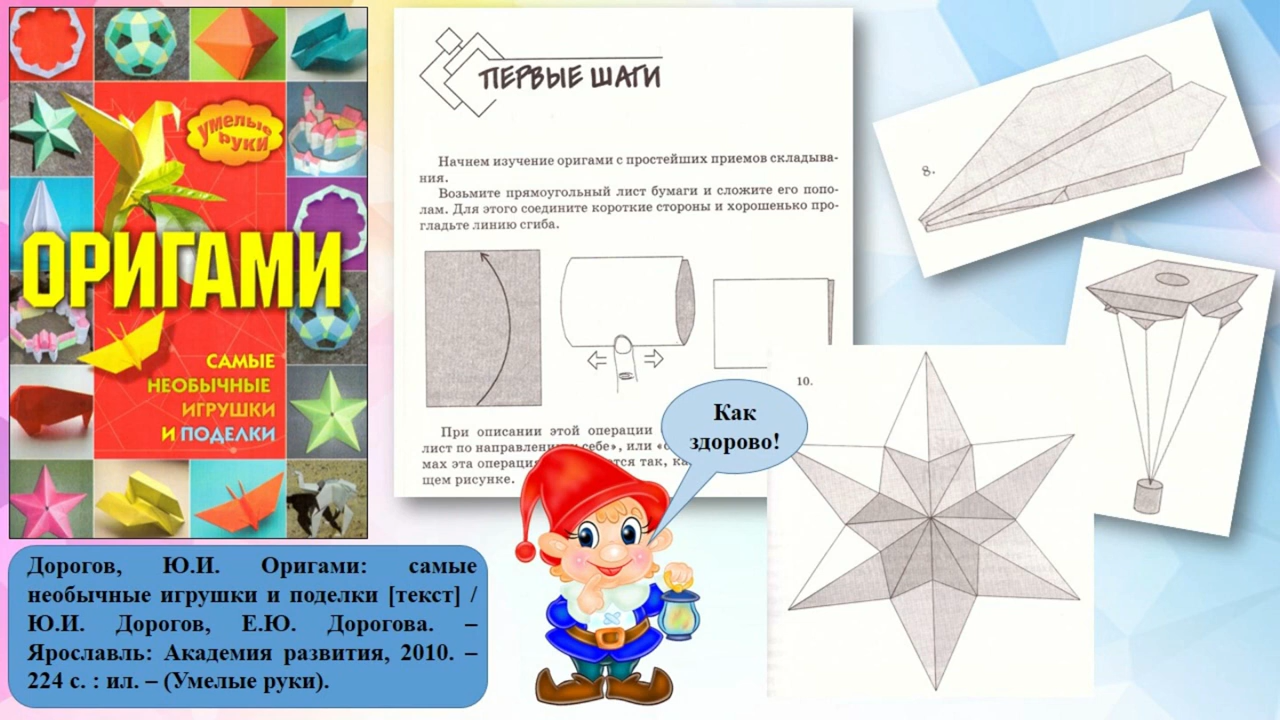 умелые
руки
ОРИГАМИ
САМЫЕ
НЕОБЫЧНЫЕ
ИГРУШКИ
И ПОДЕЛКИ
ПЕРВЫЕ ШАГИ
Начнем изучение оригами с простейших приемов складыва-
ния.
Возьмите прямоугольный лист бумаги и сложите его попо-
лам. Для этого соедините короткие стороны и хорошенько про-
гладьте линию сгиба.
При описании этой операции
лист по направлени себе», или
мах эта операция ется так,
щем рисунке.
8.
10.
Как
здорово!
Дорогов, Ю.И. Оригами: самые
необычные игрушки и поделки [текст] /
Ю.И. Дорогов, Е.Ю. Дорогова. –
Ярославль: Академия развития, 2010. –
224 с. : ил. – (Умелые руки).